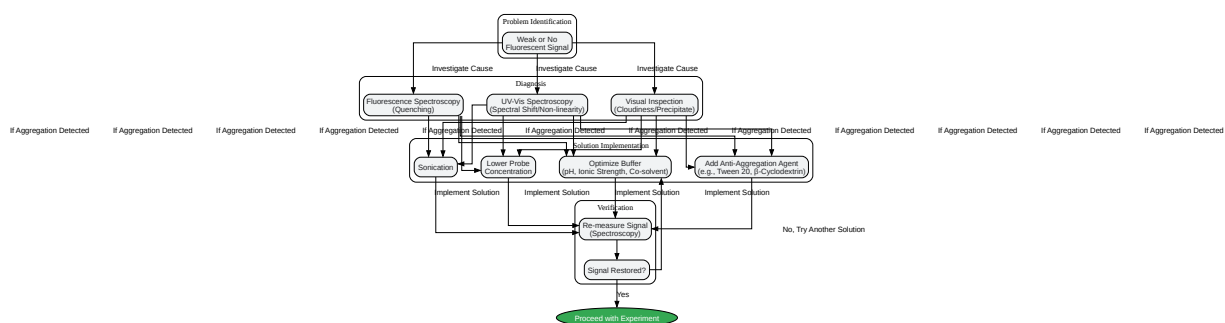 Problem Identification
Weak or No
Fluorescent Signal
Investigate Cause
Investigate Cause
Investigate Cause
Diagnosis
Fluorescence Spectroscopy
(Quenching)
UV-Vis Spectroscopy
(Spectral Shift/Non-linearity)
Visual Inspection
(Cloudiness/Precipitate)
If Aggregation Detected
If Aggregation Detected
If Aggregation Detected
If Aggregation Detected
If Aggregation Detected
If Aggregation Detected
If Aggregation Detected
If Aggregation Detected
If Aggregation Detected
If Aggregation Detected
If Aggregation Detected
If Aggregation Detected
Solution Implementation
Sonication
Lower Probe
Concentration
Optimize Buffer
(pH, Ionic Strength, Co-solvent)
Add Anti-Aggregation Agent
(e.g., Tween 20, β-Cyclodextrin)
Implement Solution
Implement Solution
Implement Solution
Implement Solution
Verification
Re-measure Signal
(Spectroscopy)
No, Try Another Solution
Signal Restored?
Yes
Proceed with Experiment